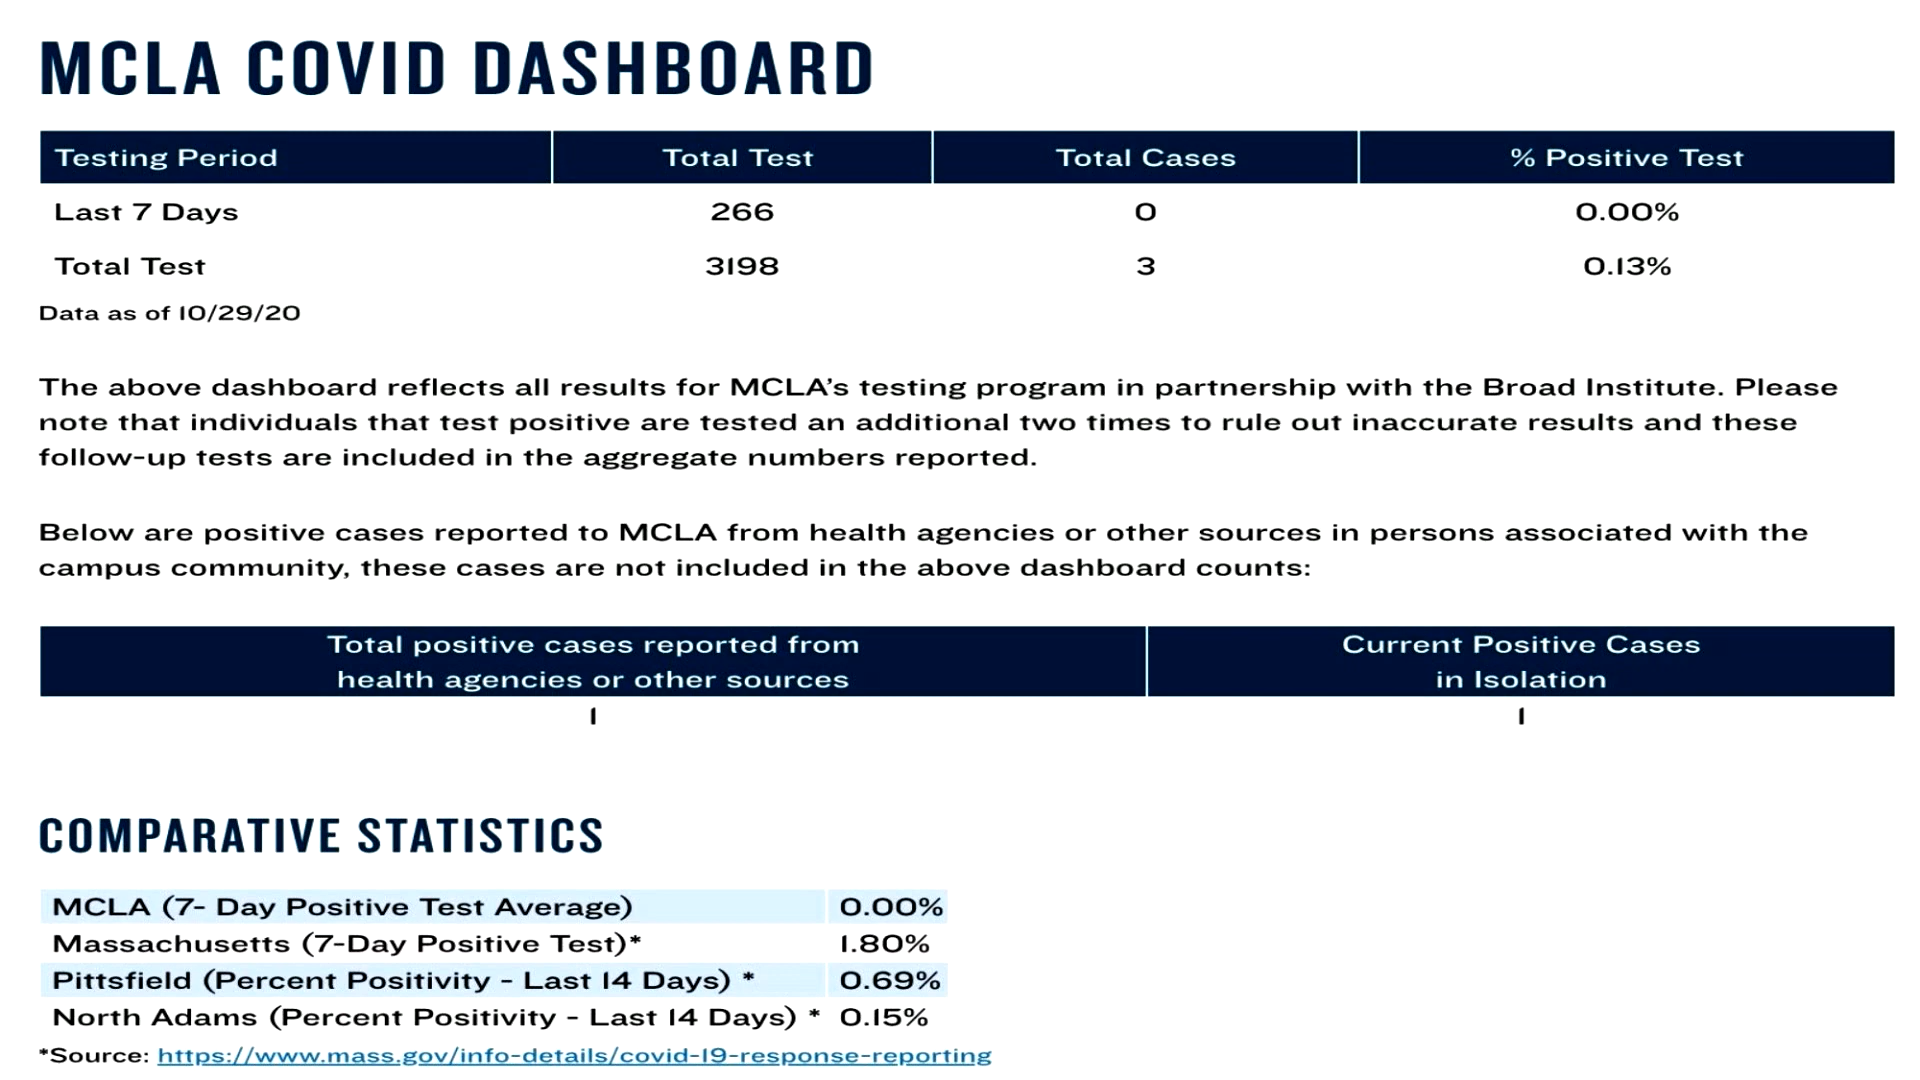 MCLA COVID DASHBOARD
Testing Period Total Test Total Cases % Positive Test
Last 7 Days 266 0 0.00%
Total Test 3198 3 0.13%
Data as of 10/29/20
The above dashboard reflects all results for MCLA’s testing program in partnership with the Broad Institute. Please
note that individuals that test positive are tested an additional two times to rule out inaccurate results and these
follow-up tests are included in the aggregate numbers reported.
Below are positive cases reported to MCLA from health agencies or other sources in persons associated with the
campus community, these cases are not included in the above dashboard counts:
Total positive cases reported from
health agencies or other sources
Current Positive Cases
in Isolation
1 1
COMPARATIVE STATISTICS
MCLA (7- Day Positive Test Average) 0.00%
Massachusetts (7-Day Positive Test)* 1.80%
Pittsfield (Percent Positivity - Last 14 Days) * 0.69%
North Adams (Percent Positivity - Last 14 Days) * 0.15%
*Source: https://www.mass.gov/info-details/covid-19-response-reporting